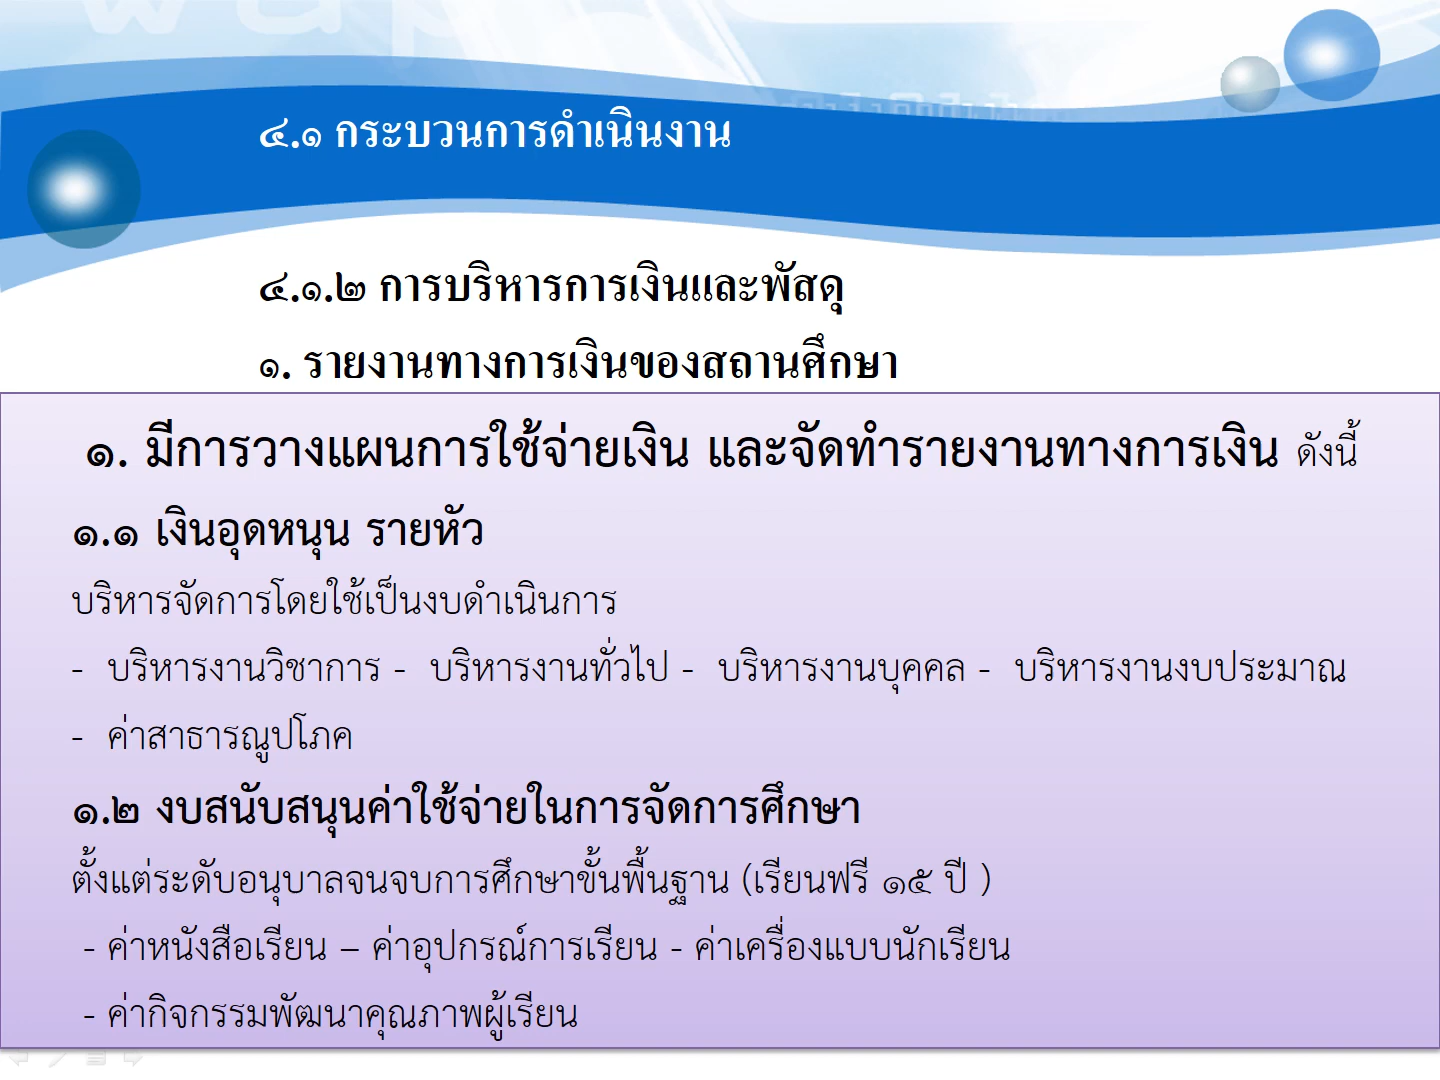 ๔.๑ กระบวนการดำเนินงาน
๔.๑.๒ การบริหารการเงินและพัสดุ
๑. รายงานทางการเงินของสถานศึกษา
๑. มีการวางแผนการใช้จ่ายเงิน และจัดทำรายงานทางการเงิน ดังนี้
๑.๑ เงินอุดหนุน รายหัว
บริหารจัดการโดยใช้เป็นงบดำเนินการ
- บริหารงานวิชาการ - บริหารงานทั่วไป - บริหารงานบุคคล - บริหารงานงบประมาณ
- ค่าสาธารณูปโภค
๑.๒ งบสนับสนุนค่าใช้จ่ายในการจัดการศึกษา
ตั้งแต่ระดับอนุบาลจนจบการศึกษาขั้นพื้นฐาน (เรียนฟรี ๑๕ ปี )
- ค่าหนังสือเรียน – ค่าอุปกรณ์การเรียน - ค่าเครื่องแบบนักเรียน
- ค่ากิจกรรมพัฒนาคุณภาพผู้เรียน